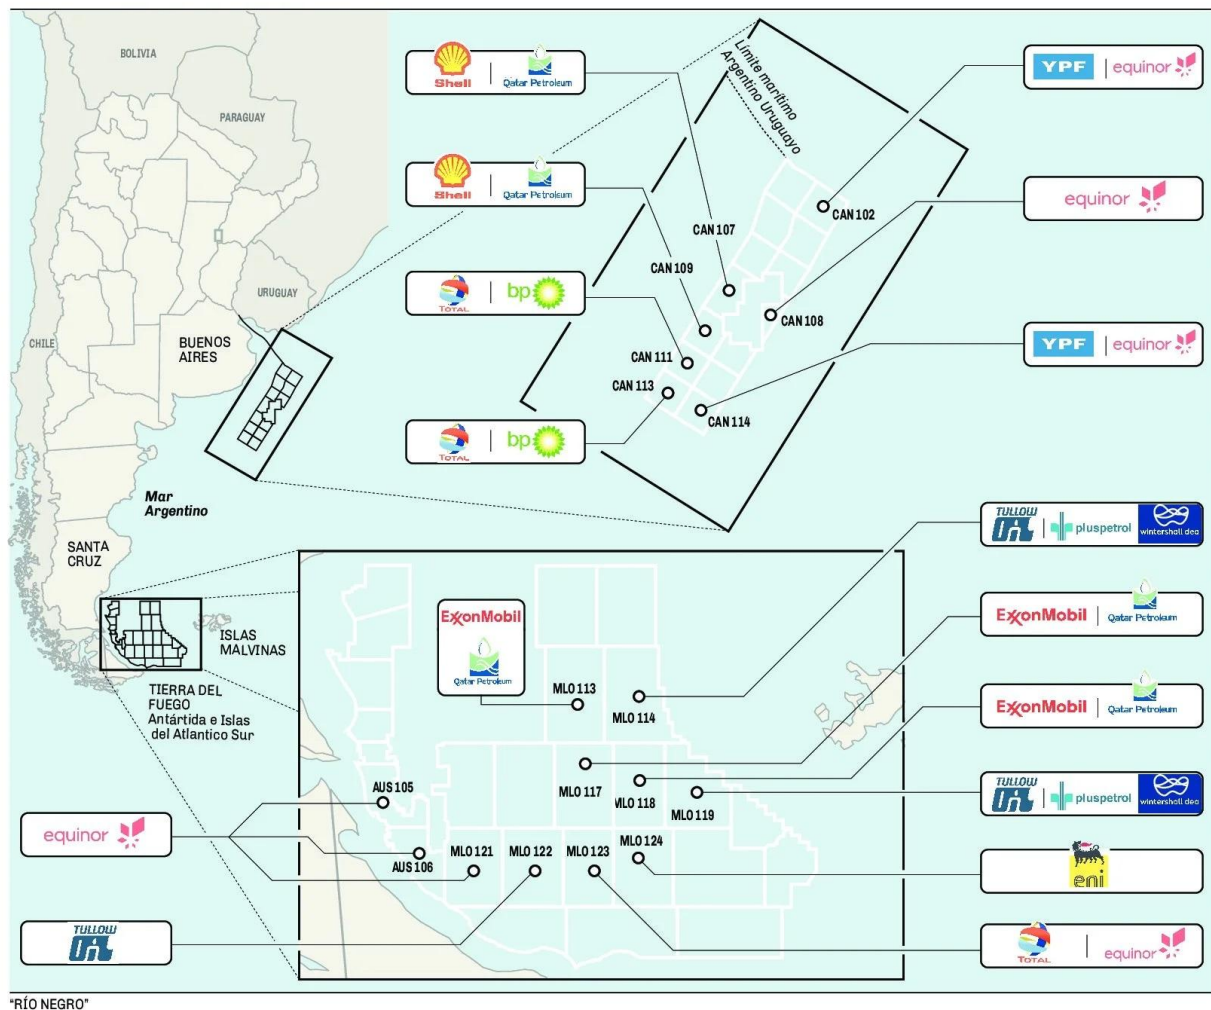 BOLIVIA
PARAGUAY
URUGUAY
CHILE
BUENOS
AIRES
Mar
Argentino
SANTA
CRUZ
ISLAS
MALVINAS
TIERRA DEL
FUEGO
Antártida e Islas
del Atlantico Sur
Límite marítimo
Argentino Uruguayo
Shell Qatar Petroleum
Shell Qatar Petroleum
TOTAL bp
TOTAL bp
YPF equinor
equinor
YPF equinor
CAN 102
CAN 107
CAN 109
CAN 108
CAN 111
CAN 113
CAN 114
TULLOW OIL pluspetrol wintershall dea
ExxonMobil Qatar Petroleum
ExxonMobil Qatar Petroleum
TULLOW OIL pluspetrol wintershall dea
eni
TOTAL equinor
ExxonMobil
Qatar Petroleum
MLO 113
MLO 114
MLO 117
MLO 118
MLO 119
AUS 105
AUS 106
MLO 121
MLO 122
MLO 123
MLO 124
equinor
TULLOW OIL
"RÍO NEGRO"